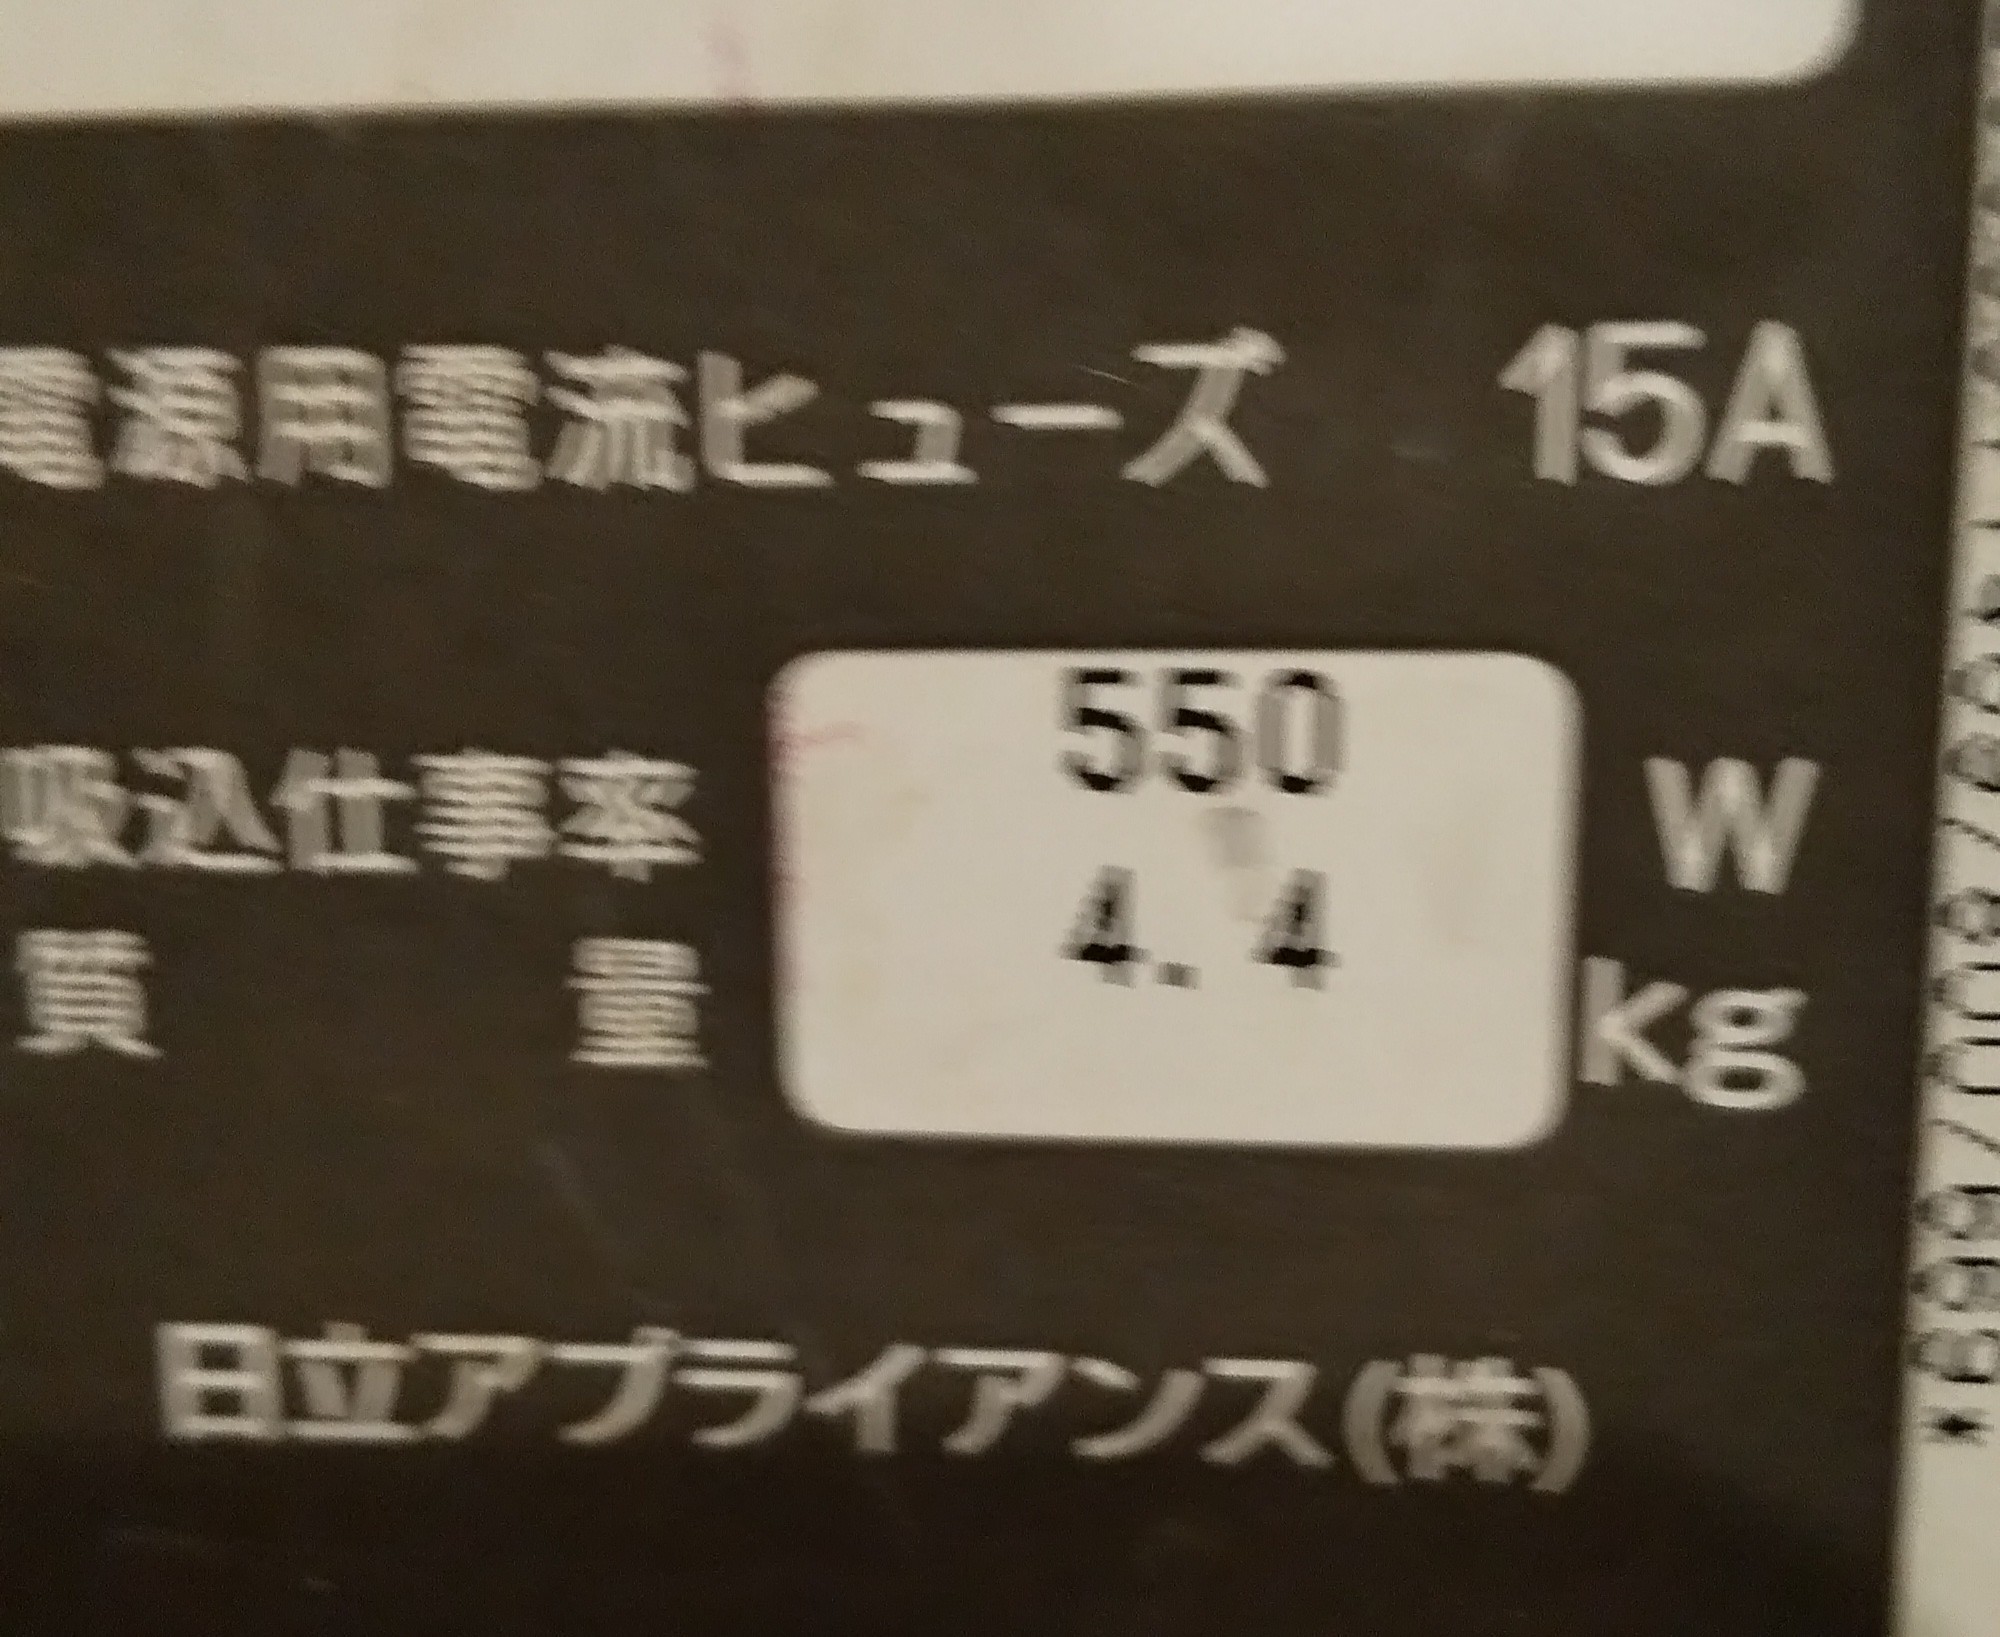 電源用電流ヒューズ 15A
吸込仕事率 550 W
質量 4.4 kg
日立アプライアンス(株)